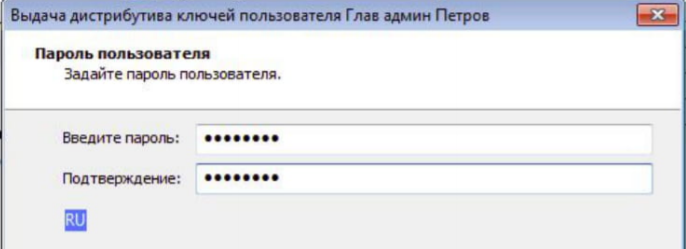 Выдача дистрибутива ключей пользователя Глав админ Петров
Пароль пользователя
Задайте пароль пользователя.
Введите пароль: ••••••••
Подтверждение: ••••••••
RU